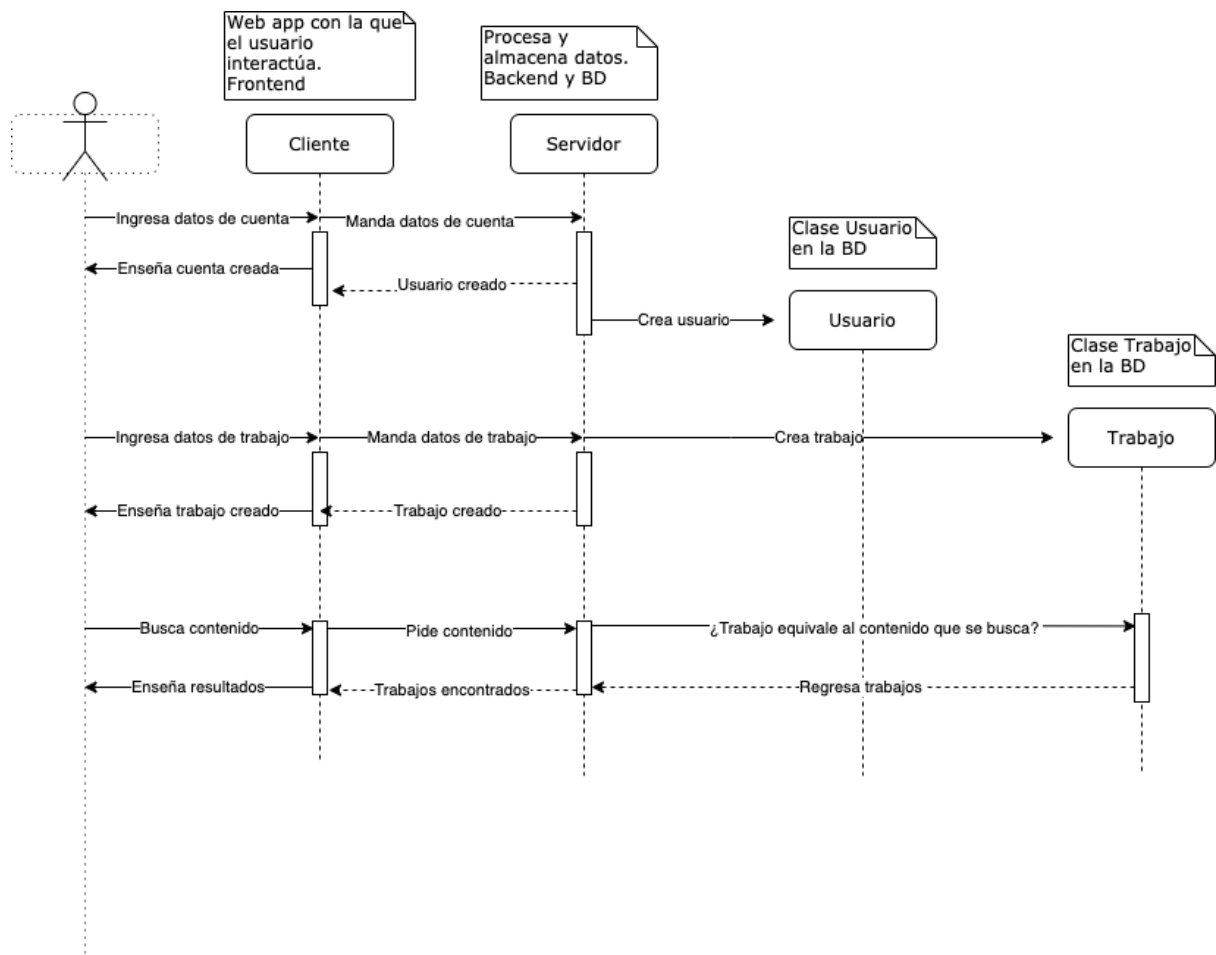 Web app con la que
el usuario
interactúa.
Frontend
Procesa y
almacena datos.
Backend y BD
Cliente
Servidor
Ingresa datos de cuenta
Manda datos de cuenta
Clase Usuario
en la BD
Enseña cuenta creada
Usuario creado
Crea usuario
Usuario
Clase Trabajo
en la BD
Ingresa datos de trabajo
Manda datos de trabajo
Crea trabajo
Trabajo
Enseña trabajo creado
Trabajo creado
Busca contenido
Pide contenido
¿Trabajo equivale al contenido que se busca?
Enseña resultados
Trabajos encontrados
Regresa trabajos